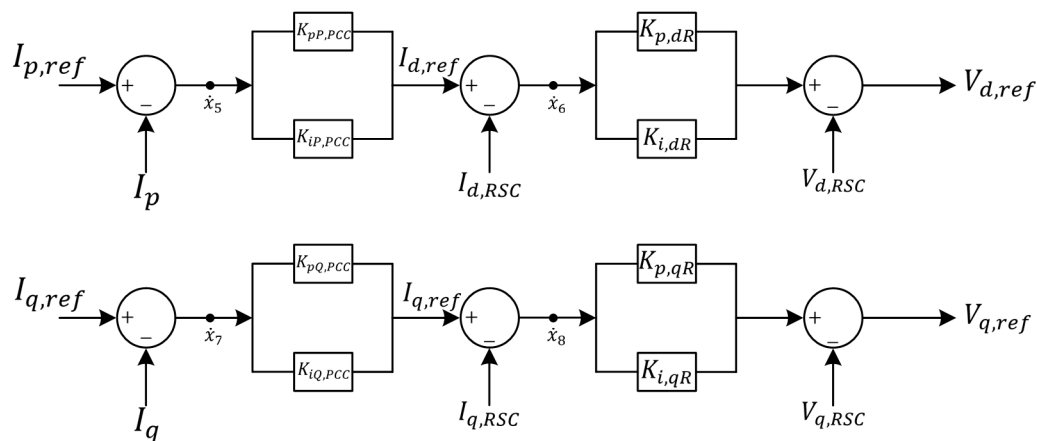 K_{pP,PCC}
K_{p,dR}
I_{p,ref}
I_{d,ref}
V_{d,ref}
+
−
ẋ_5
+
−
ẋ_6
+
−
K_{iP,PCC}
K_{i,dR}
I_p
I_{d,RSC}
V_{d,RSC}
K_{pQ,PCC}
K_{p,qR}
I_{q,ref}
I_{q,ref}
V_{q,ref}
+
−
ẋ_7
+
−
ẋ_8
+
−
K_{iQ,PCC}
K_{i,qR}
I_q
I_{q,RSC}
V_{q,RSC}